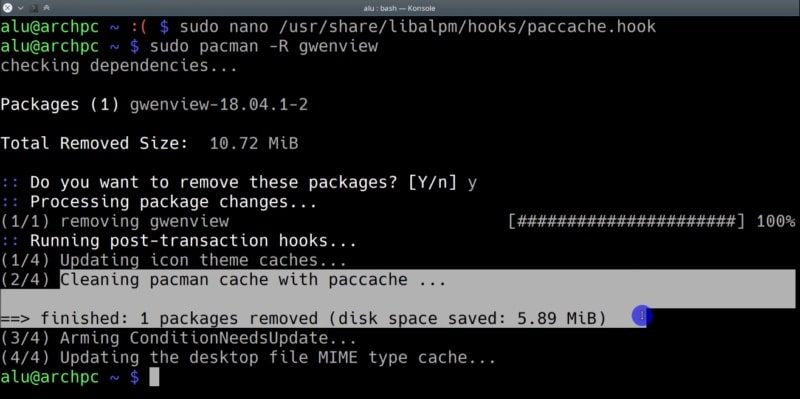 alu : bash — Konsole
alu@archpc ~ :( $ sudo nano /usr/share/libalpm/hooks/paccache.hook
alu@archpc ~ $ sudo pacman -R gwenview
checking dependencies...
Packages (1) gwenview-18.04.1-2
Total Removed Size:  10.72 MiB
:: Do you want to remove these packages? [Y/n] y
:: Processing package changes...
(1/1) removing gwenview [######################] 100%
:: Running post-transaction hooks...
(1/4) Updating icon theme caches...
(2/4) Cleaning pacman cache with paccache ...
==> finished: 1 packages removed (disk space saved: 5.89 MiB)
(3/4) Arming ConditionNeedsUpdate...
(4/4) Updating the desktop file MIME type cache...
alu@archpc ~ $